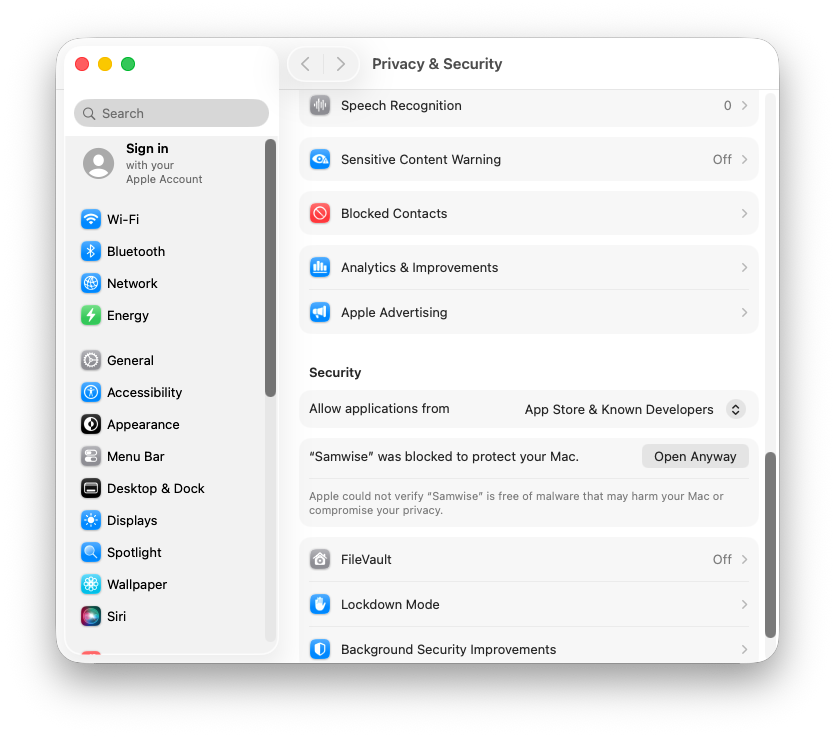 Privacy & Security
Search
Sign in
with your
Apple Account
Wi-Fi
Bluetooth
Network
Energy
General
Accessibility
Appearance
Menu Bar
Desktop & Dock
Displays
Spotlight
Wallpaper
Siri
Speech Recognition 0
Sensitive Content Warning Off
Blocked Contacts
Analytics & Improvements
Apple Advertising
Security
Allow applications from App Store & Known Developers
“Samwise” was blocked to protect your Mac. Open Anyway
Apple could not verify “Samwise” is free of malware that may harm your Mac or
compromise your privacy.
FileVault Off
Lockdown Mode
Background Security Improvements